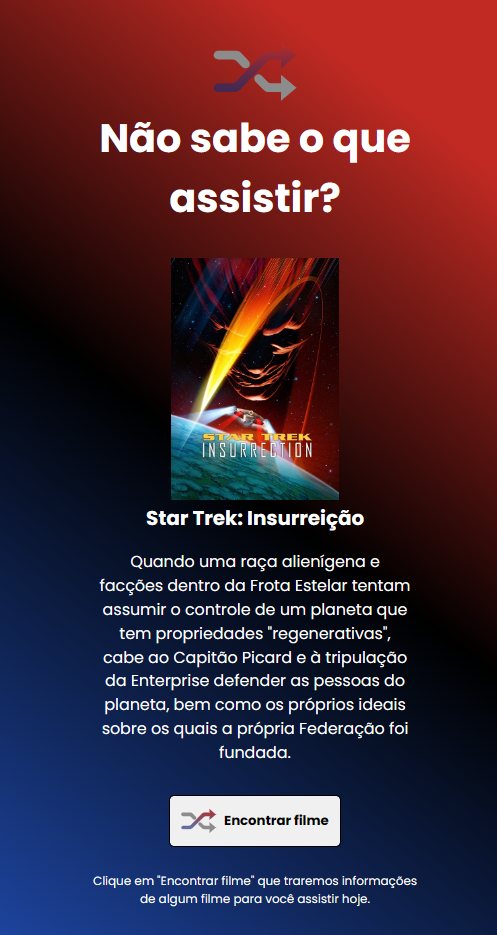 Não sabe o que
assistir?
STAR TREK
INSURRECTION
Star Trek: Insurreição
Quando uma raça alienígena e
facções dentro da Frota Estelar tentam
assumir o controle de um planeta que
tem propriedades "regenerativas",
cabe ao Capitão Picard e à tripulação
da Enterprise defender as pessoas do
planeta, bem como os próprios ideais
sobre os quais a própria Federação foi
fundada.
Encontrar filme
Clique em "Encontrar filme" que traremos informações
de algum filme para você assistir hoje.